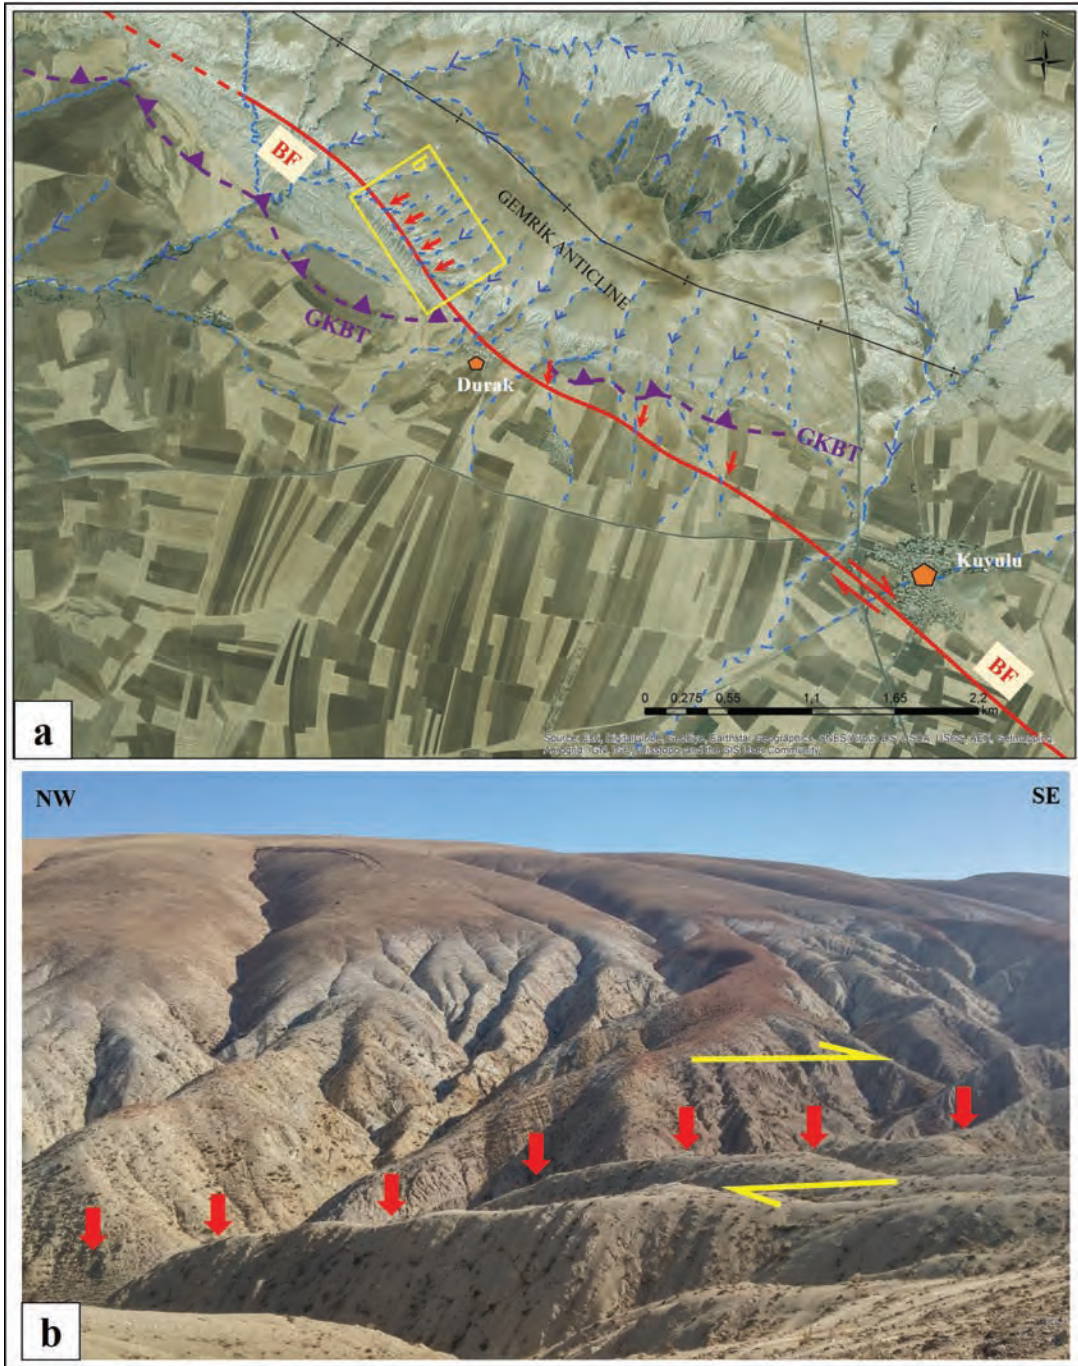 N
BF
b
GEMRİK ANTICLINE
GKBT
Durak
GKBT
Kuyulu
BF
0 0,275 0,55 1,1 1,65 2,2
km
a
NW
SE
b